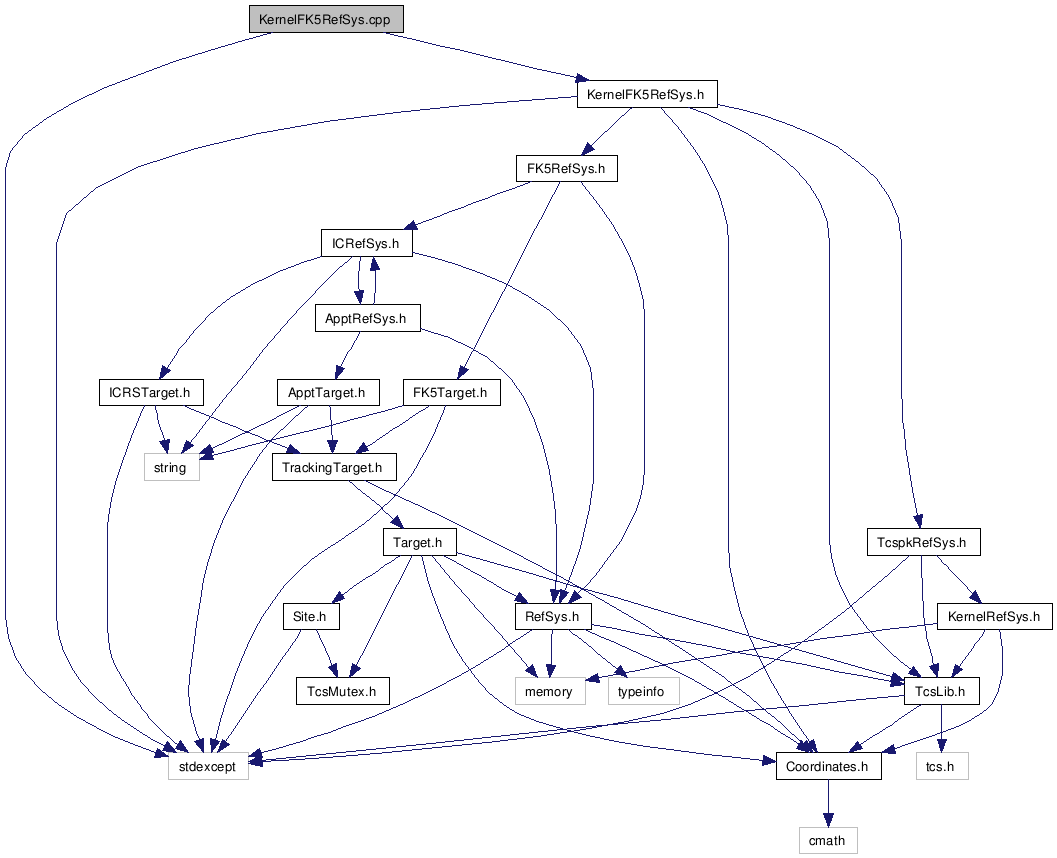 KernelFK5RefSys.cpp
KernelFK5RefSys.h
FK5RefSys.h
ICRefSys.h
ApptRefSys.h
ICRSTarget.h
ApptTarget.h
FK5Target.h
string
TrackingTarget.h
Target.h
TcspkRefSys.h
Site.h
RefSys.h
KernelRefSys.h
TcsMutex.h
memory
typeinfo
TcsLib.h
stdexcept
Coordinates.h
tcs.h
cmath